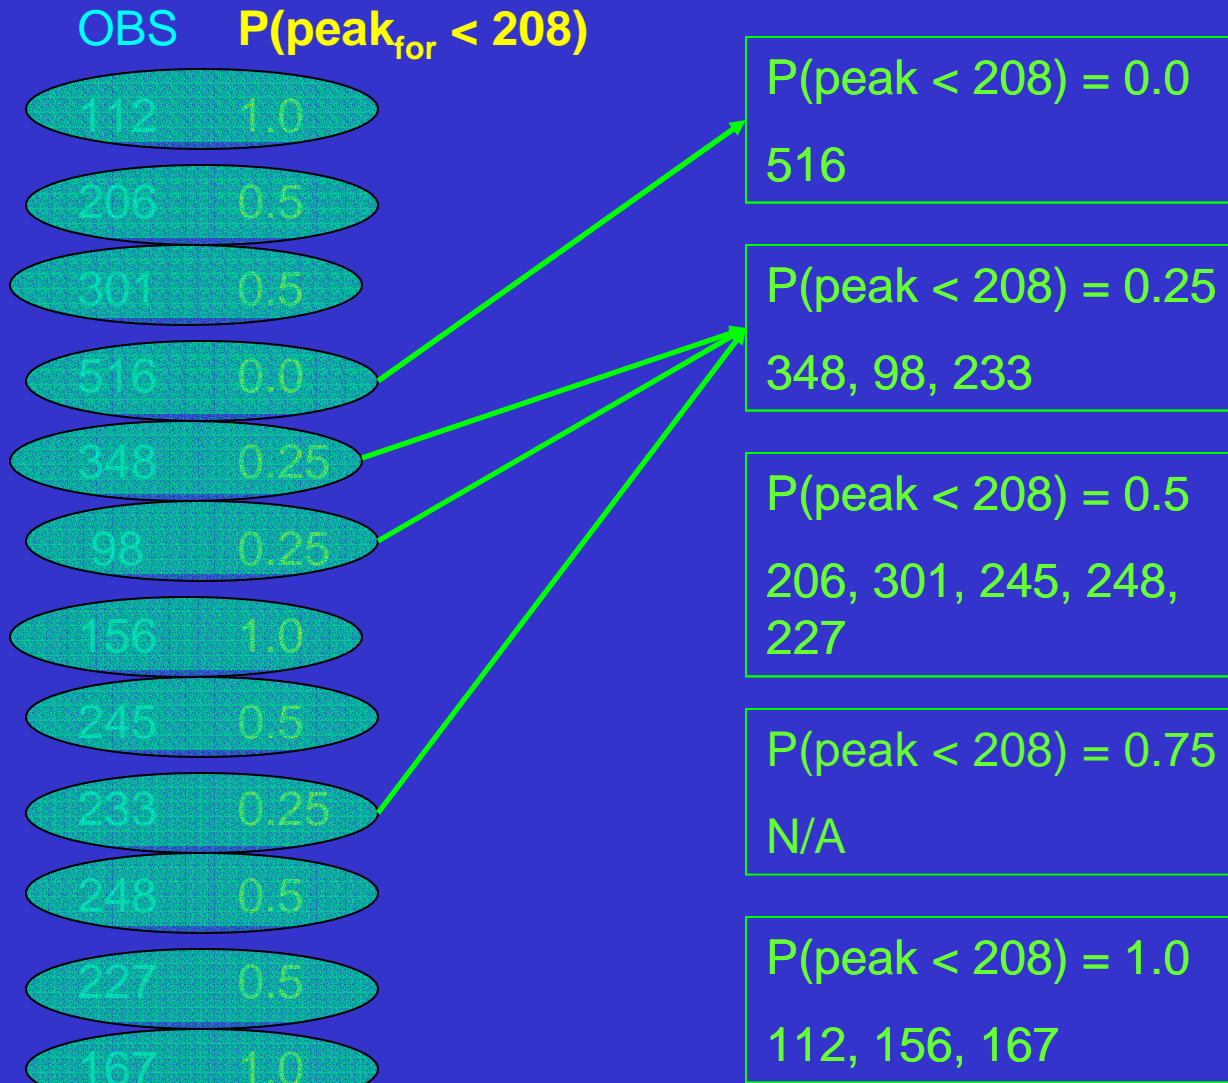 OBS P(peakfor < 208)
112 1.0
206 0.5
301 0.5
516 0.0
348 0.25
98 0.25
156 1.0
245 0.5
233 0.25
248 0.5
227 0.5
167 1.0
P(peak < 208) = 0.0
516
P(peak < 208) = 0.25
348, 98, 233
P(peak < 208) = 0.5
206, 301, 245, 248,
227
P(peak < 208) = 0.75
N/A
P(peak < 208) = 1.0
112, 156, 167